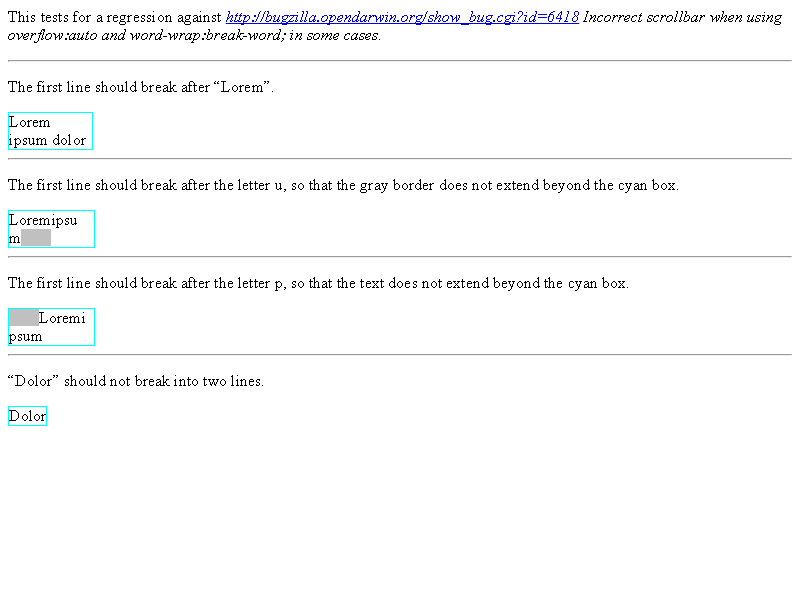 This tests for a regression against http://bugzilla.opendarwin.org/show_bug.cgi?id=6418 Incorrect scrollbar when using
overflow:auto and word-wrap:break-word; in some cases.
The first line should break after “Lorem”.
Lorem
ipsum dolor
The first line should break after the letter u, so that the gray border does not extend beyond the cyan box.
Loremipsu
m
The first line should break after the letter p, so that the text does not extend beyond the cyan box.
Loremi
psum
“Dolor” should not break into two lines.
Dolor